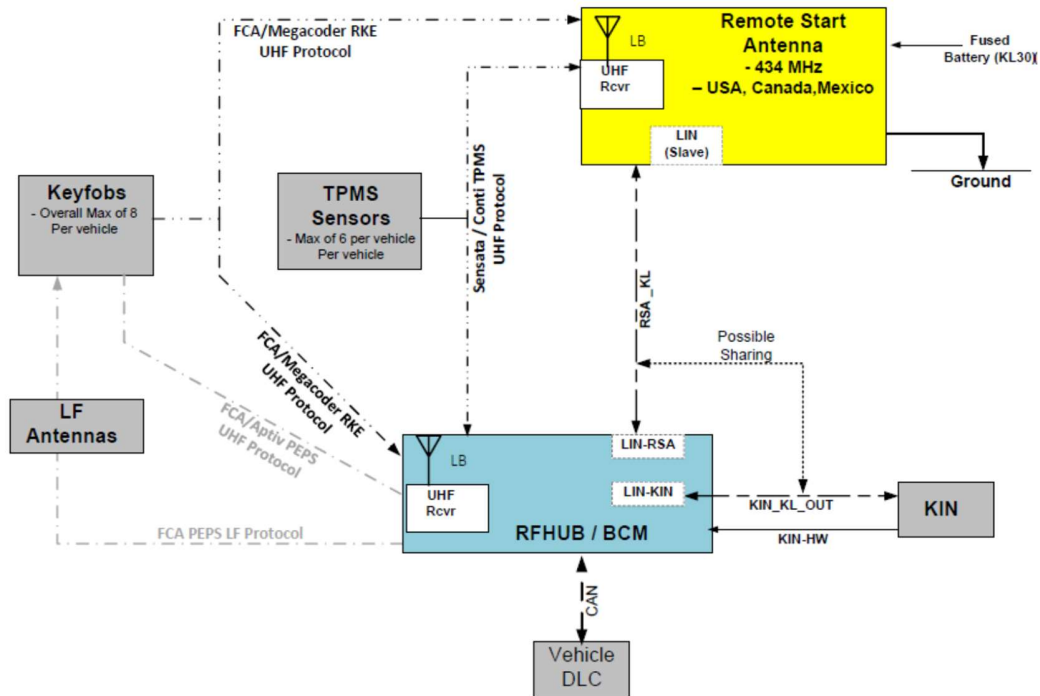 FCA/Megacoder RKE
UHF Protocol
LB
UHF
Rcvr
Remote Start
Antenna
- 434 MHz
– USA, Canada,Mexico
LIN
(Slave)
Fused
Battery (KL30)
Ground
Keyfobs
- Overall Max of 8
Per vehicle
TPMS
Sensors
- Max of 6 per vehicle
Per vehicle
Sensata / Conti TPMS
UHF Protocol
RSA_KL
Possible
Sharing
FCA/Megacoder RKE
UHF Protocol
FCA/Aptiv PEPS
UHF Protocol
LF
Antennas
FCA PEPS LF Protocol
LB
UHF
Rcvr
LIN-RSA
LIN-KIN
RFHUB / BCM
KIN_KL_OUT
KIN-HW
KIN
CAN
Vehicle
DLC